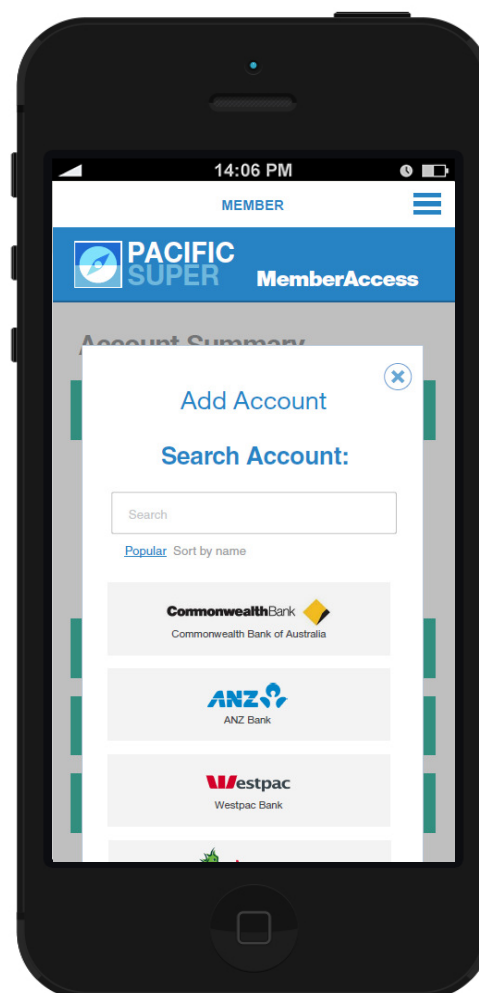 14:06 PM
MEMBER
PACIFIC
SUPER
MemberAccess
Account Summary
Add Account
Search Account:
Search
Popular Sort by name
CommonwealthBank
Commonwealth Bank of Australia
ANZ
ANZ Bank
Westpac
Westpac Bank